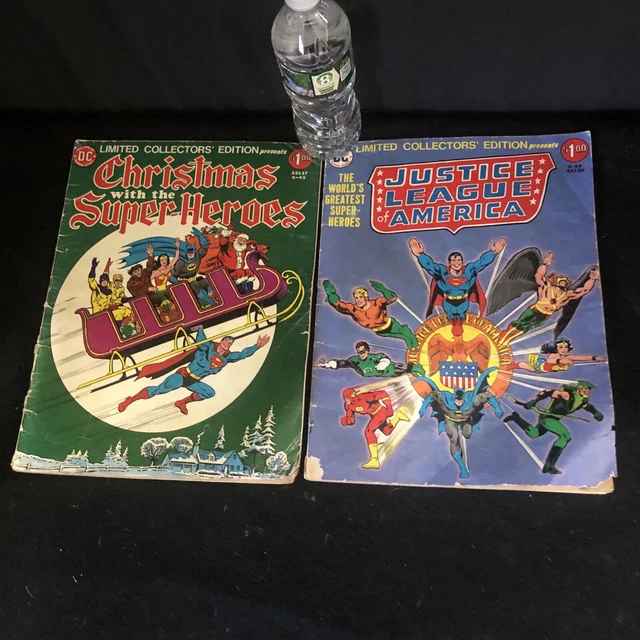 DC
LIMITED COLLECTORS' EDITION presents
$1.00
Christmas
with the
Super-Heroes
C-43
DC
LIMITED COLLECTORS' EDITION presents
$1.00
THE
WORLD'S
GREATEST
SUPER-
HEROES
JUSTICE
LEAGUE
of AMERICA